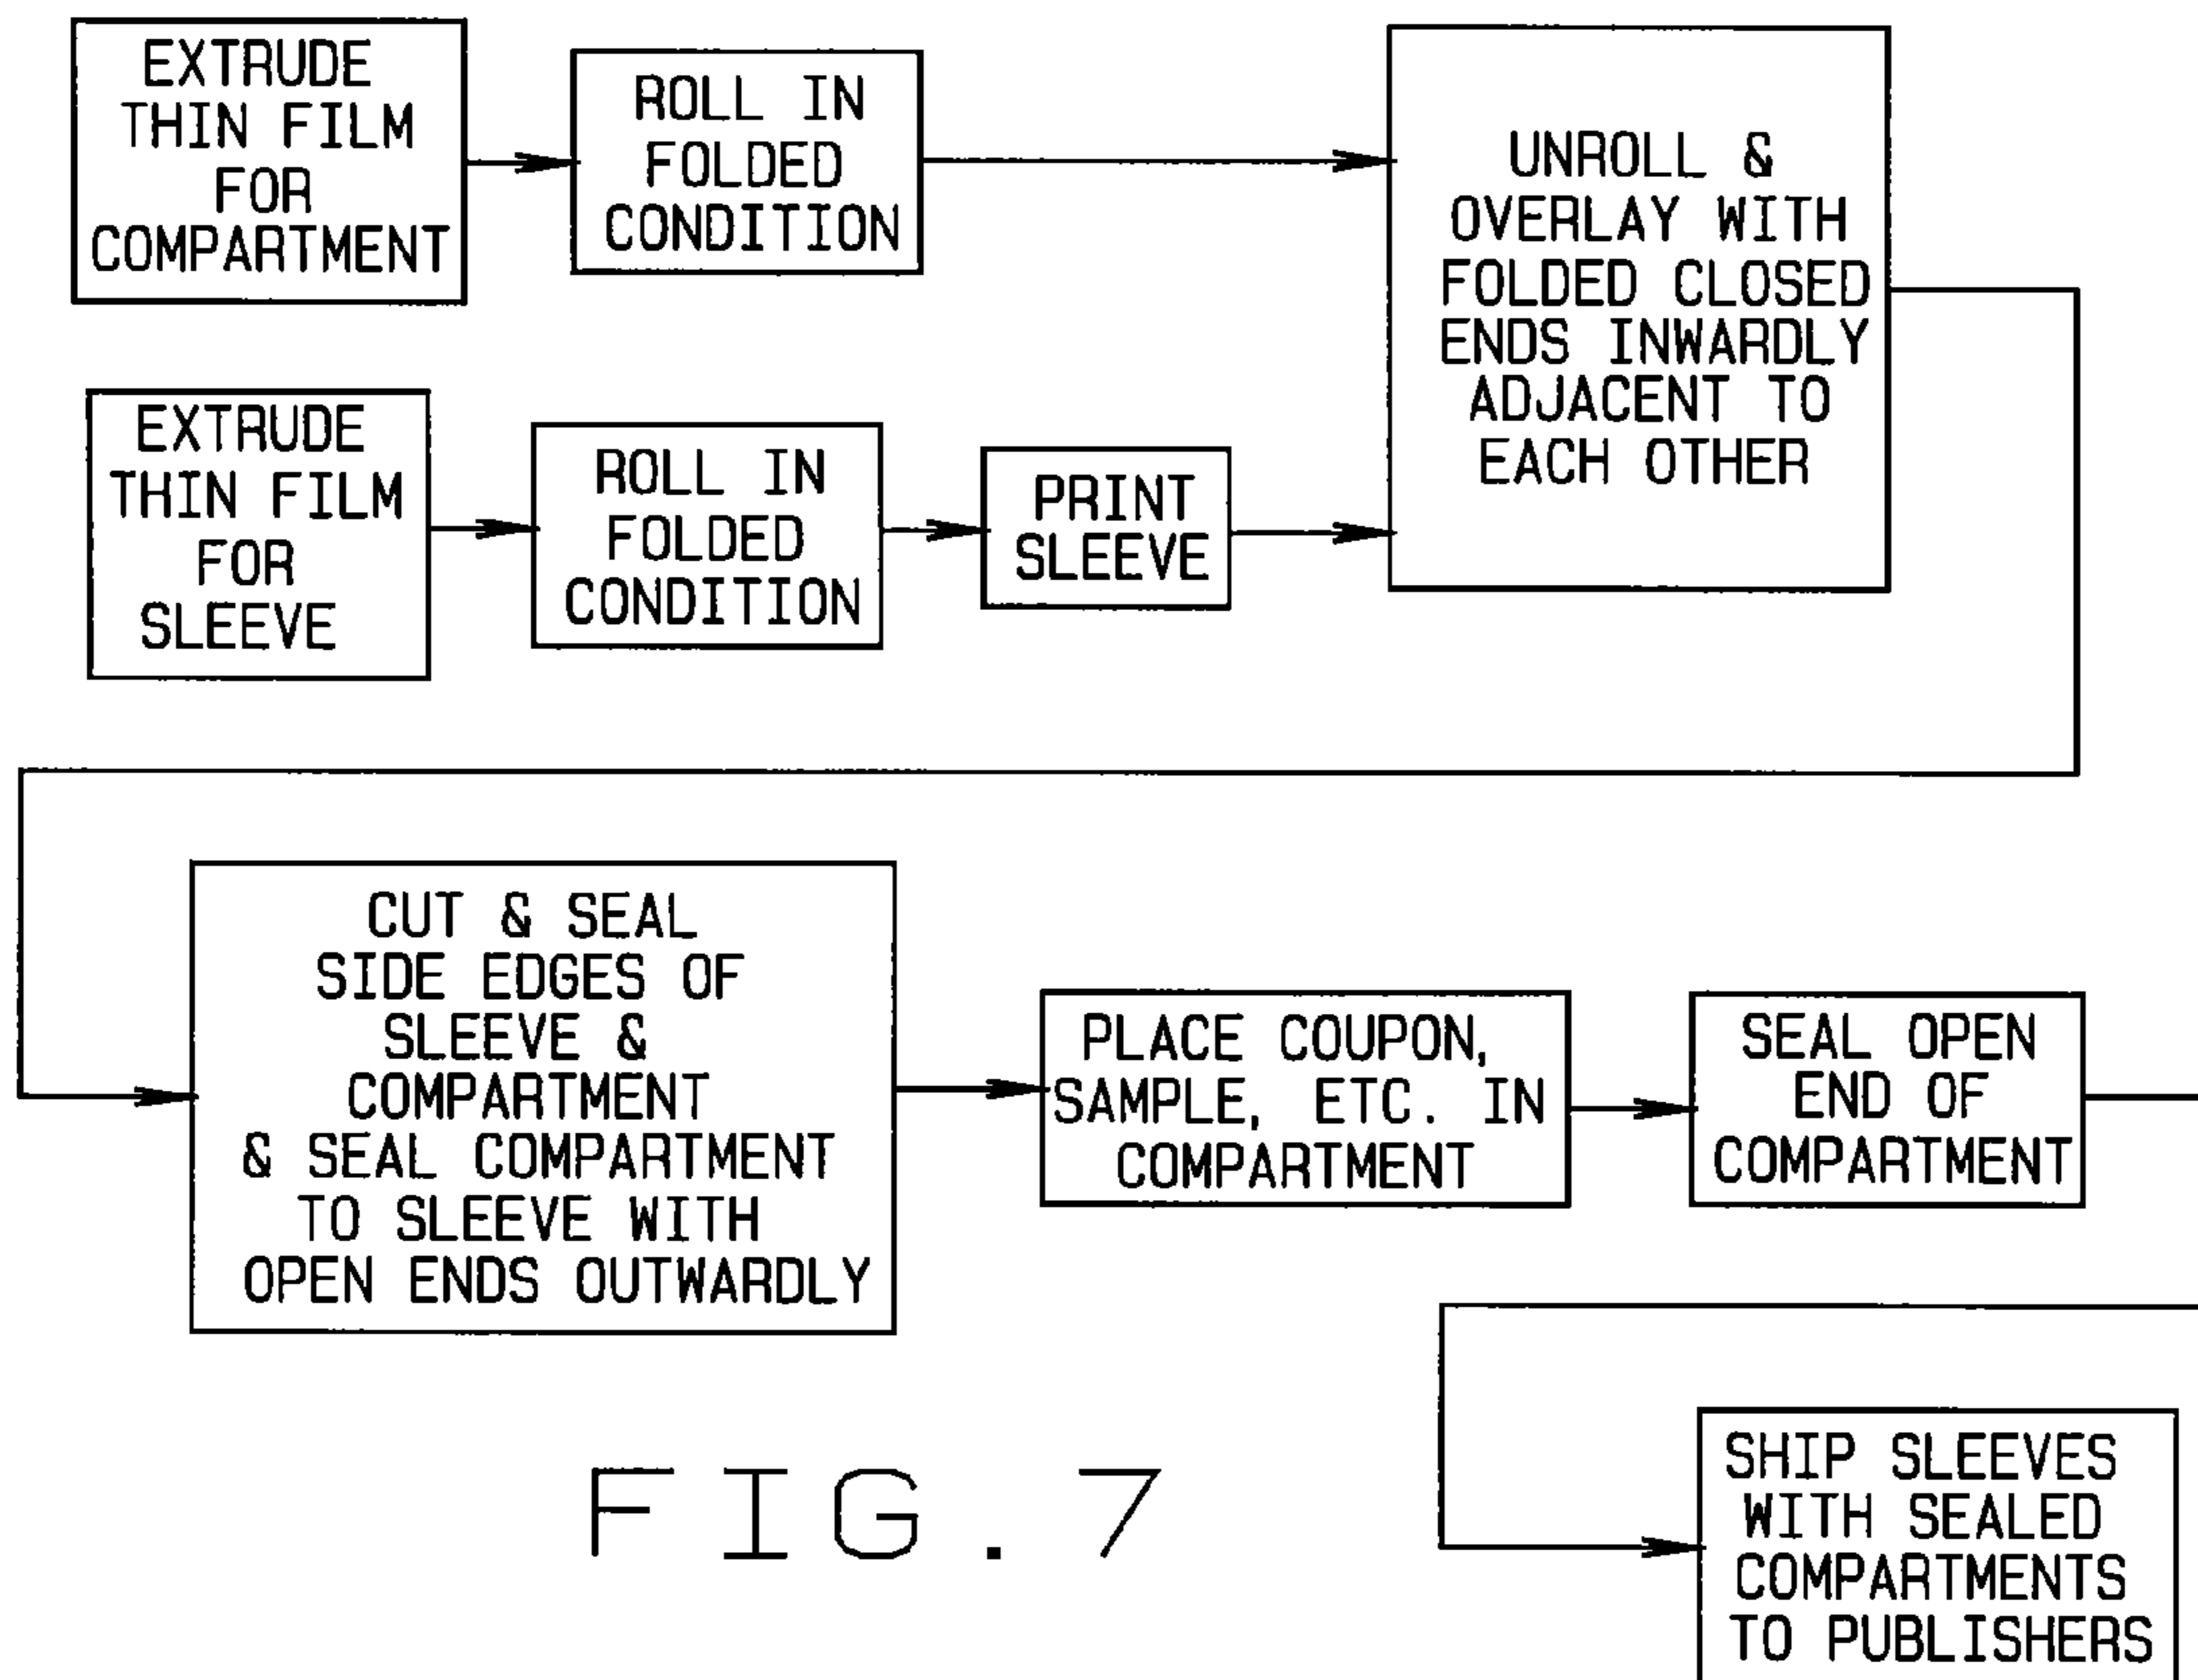 EXTRUDE
THIN FILM
FOR
COMPARTMENT
ROLL IN
FOLDED
CONDITION
UNROLL &
OVERLAY WITH
FOLDED CLOSED
ENDS INWARDLY
ADJACENT TO
EACH OTHER
EXTRUDE
THIN FILM
FOR
SLEEVE
ROLL IN
FOLDED
CONDITION
PRINT
SLEEVE
CUT & SEAL
SIDE EDGES OF
SLEEVE &
COMPARTMENT
& SEAL COMPARTMENT
TO SLEEVE WITH
OPEN ENDS OUTWARDLY
PLACE COUPON,
SAMPLE, ETC. IN
COMPARTMENT
SEAL OPEN
END OF
COMPARTMENT
SHIP SLEEVES
WITH SEALED
COMPARTMENTS
TO PUBLISHERS
FIG. 7